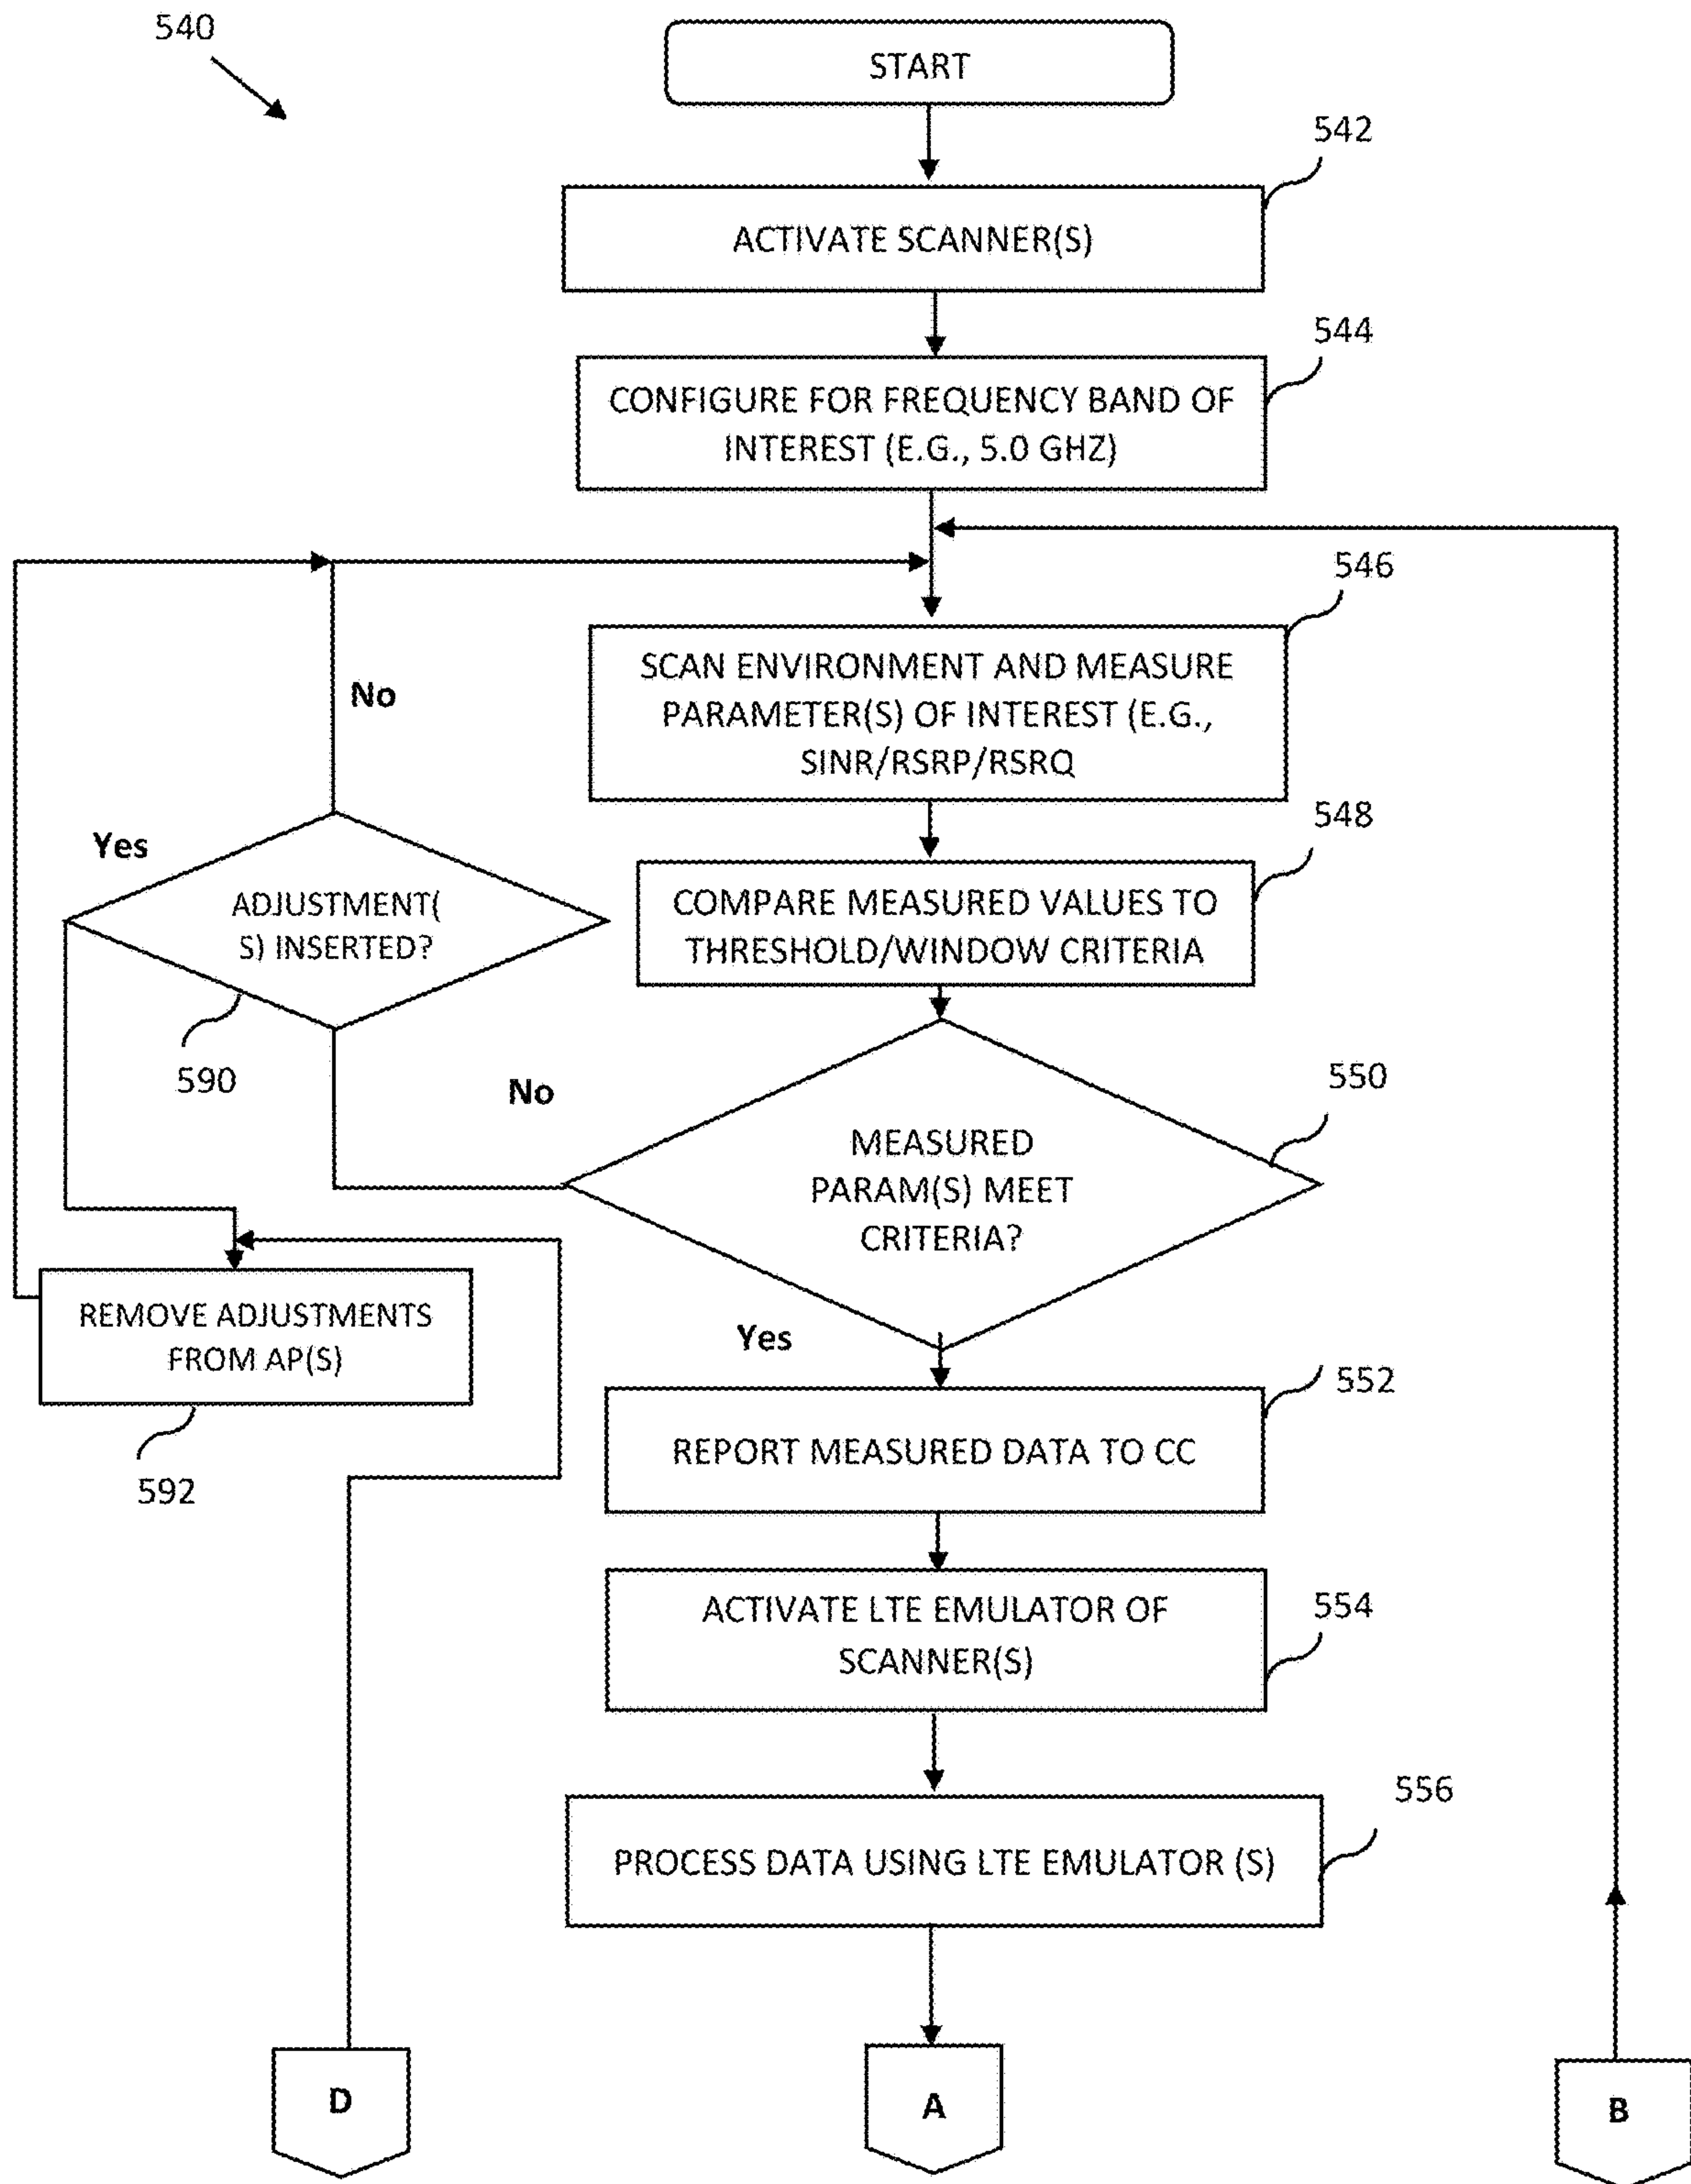 540
START
542
ACTIVATE SCANNER(S)
544
CONFIGURE FOR FREQUENCY BAND OF
INTEREST (E.G., 5.0 GHZ)
546
SCAN ENVIRONMENT AND MEASURE
PARAMETER(S) OF INTEREST (E.G.,
SINR/RSRP/RSRQ
No
548
Yes
COMPARE MEASURED VALUES TO
THRESHOLD/WINDOW CRITERIA
ADJUSTMENT(
S) INSERTED?
590
No
550
MEASURED
PARAM(S) MEET
CRITERIA?
Yes
REMOVE ADJUSTMENTS
FROM AP(S)
592
552
REPORT MEASURED DATA TO CC
554
ACTIVATE LTE EMULATOR OF
SCANNER(S)
556
PROCESS DATA USING LTE EMULATOR (S)
D
A
B